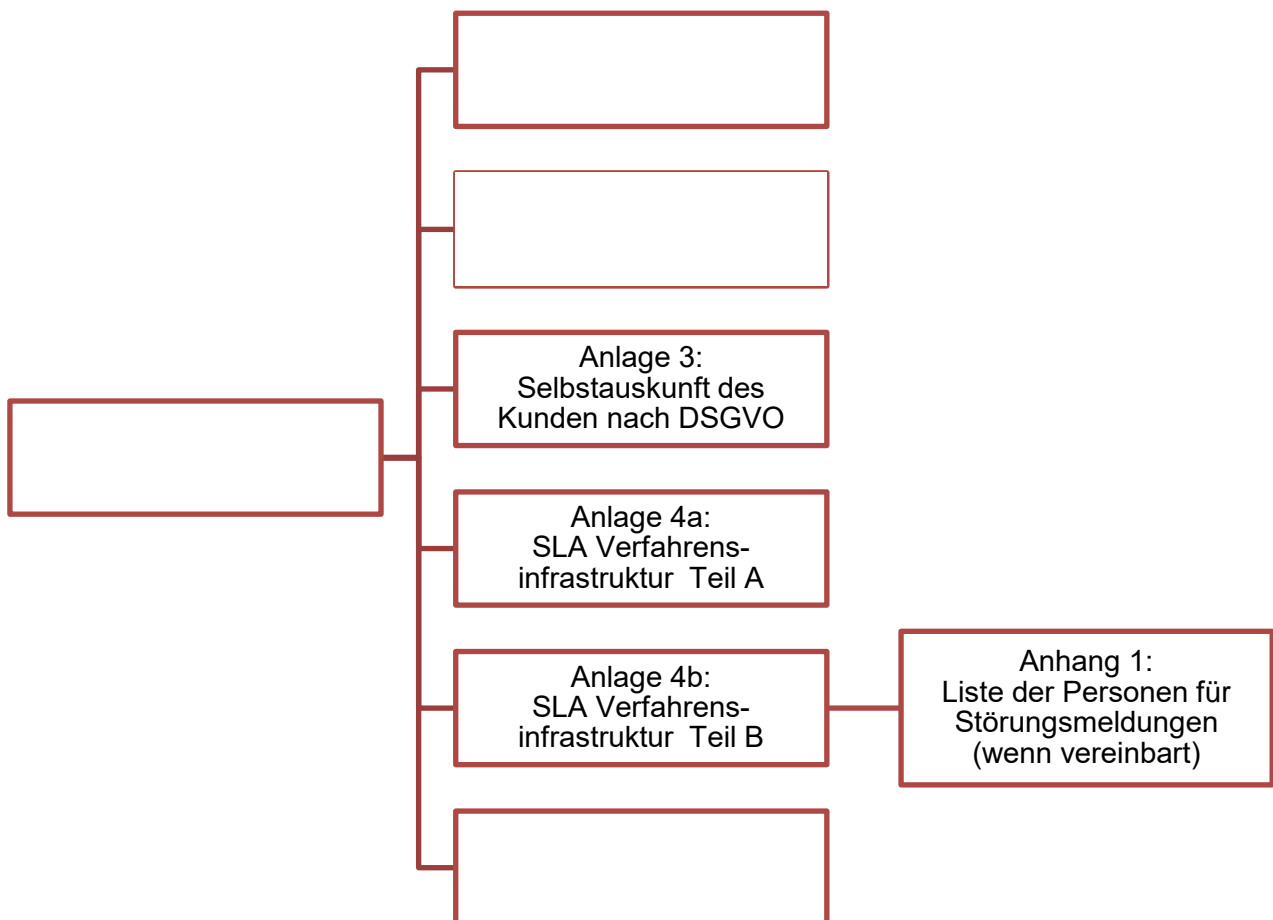 Anlage 3:
Selbstauskunft des
Kunden nach DSGVO
Anlage 4a:
SLA Verfahrens-
infrastruktur  Teil A
Anlage 4b:
SLA Verfahrens-
infrastruktur  Teil B
Anhang 1:
Liste der Personen für
Störungsmeldungen
(wenn vereinbart)